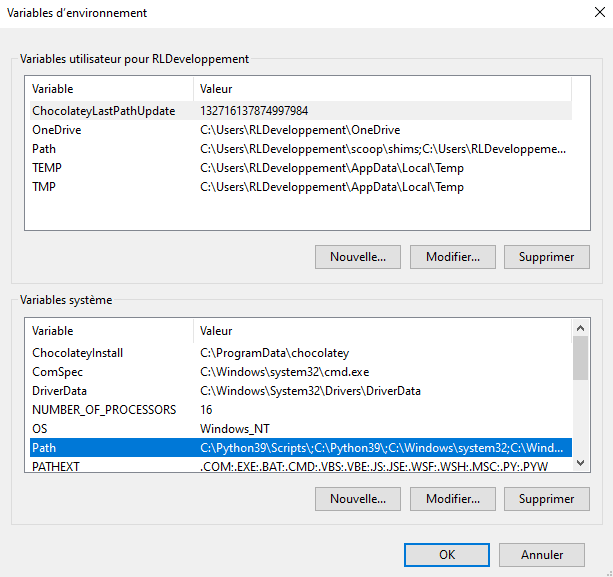 Variables d'environnement
Variables utilisateur pour RLDeveloppement
Variable Valeur
ChocolateyLastPathUpdate 132716137874997984
OneDrive C:\Users\RLDeveloppement\OneDrive
Path C:\Users\RLDeveloppement\scoop\shims;C:\Users\RLDeveloppeme...
TEMP C:\Users\RLDeveloppement\AppData\Local\Temp
TMP C:\Users\RLDeveloppement\AppData\Local\Temp
Nouvelle... Modifier... Supprimer
Variables système
Variable Valeur
ChocolateyInstall C:\ProgramData\chocolatey
ComSpec C:\Windows\system32\cmd.exe
DriverData C:\Windows\System32\Drivers\DriverData
NUMBER_OF_PROCESSORS 16
OS Windows_NT
Path C:\Python39\Scripts\;C:\Python39\;C:\Windows\system32;C:\Wind...
PATHEXT .COM;.EXE;.BAT;.CMD;.VBS;.VBE;.JS;.JSE;.WSF;.WSH;.MSC;.PY;.PYW
Nouvelle... Modifier... Supprimer
OK Annuler